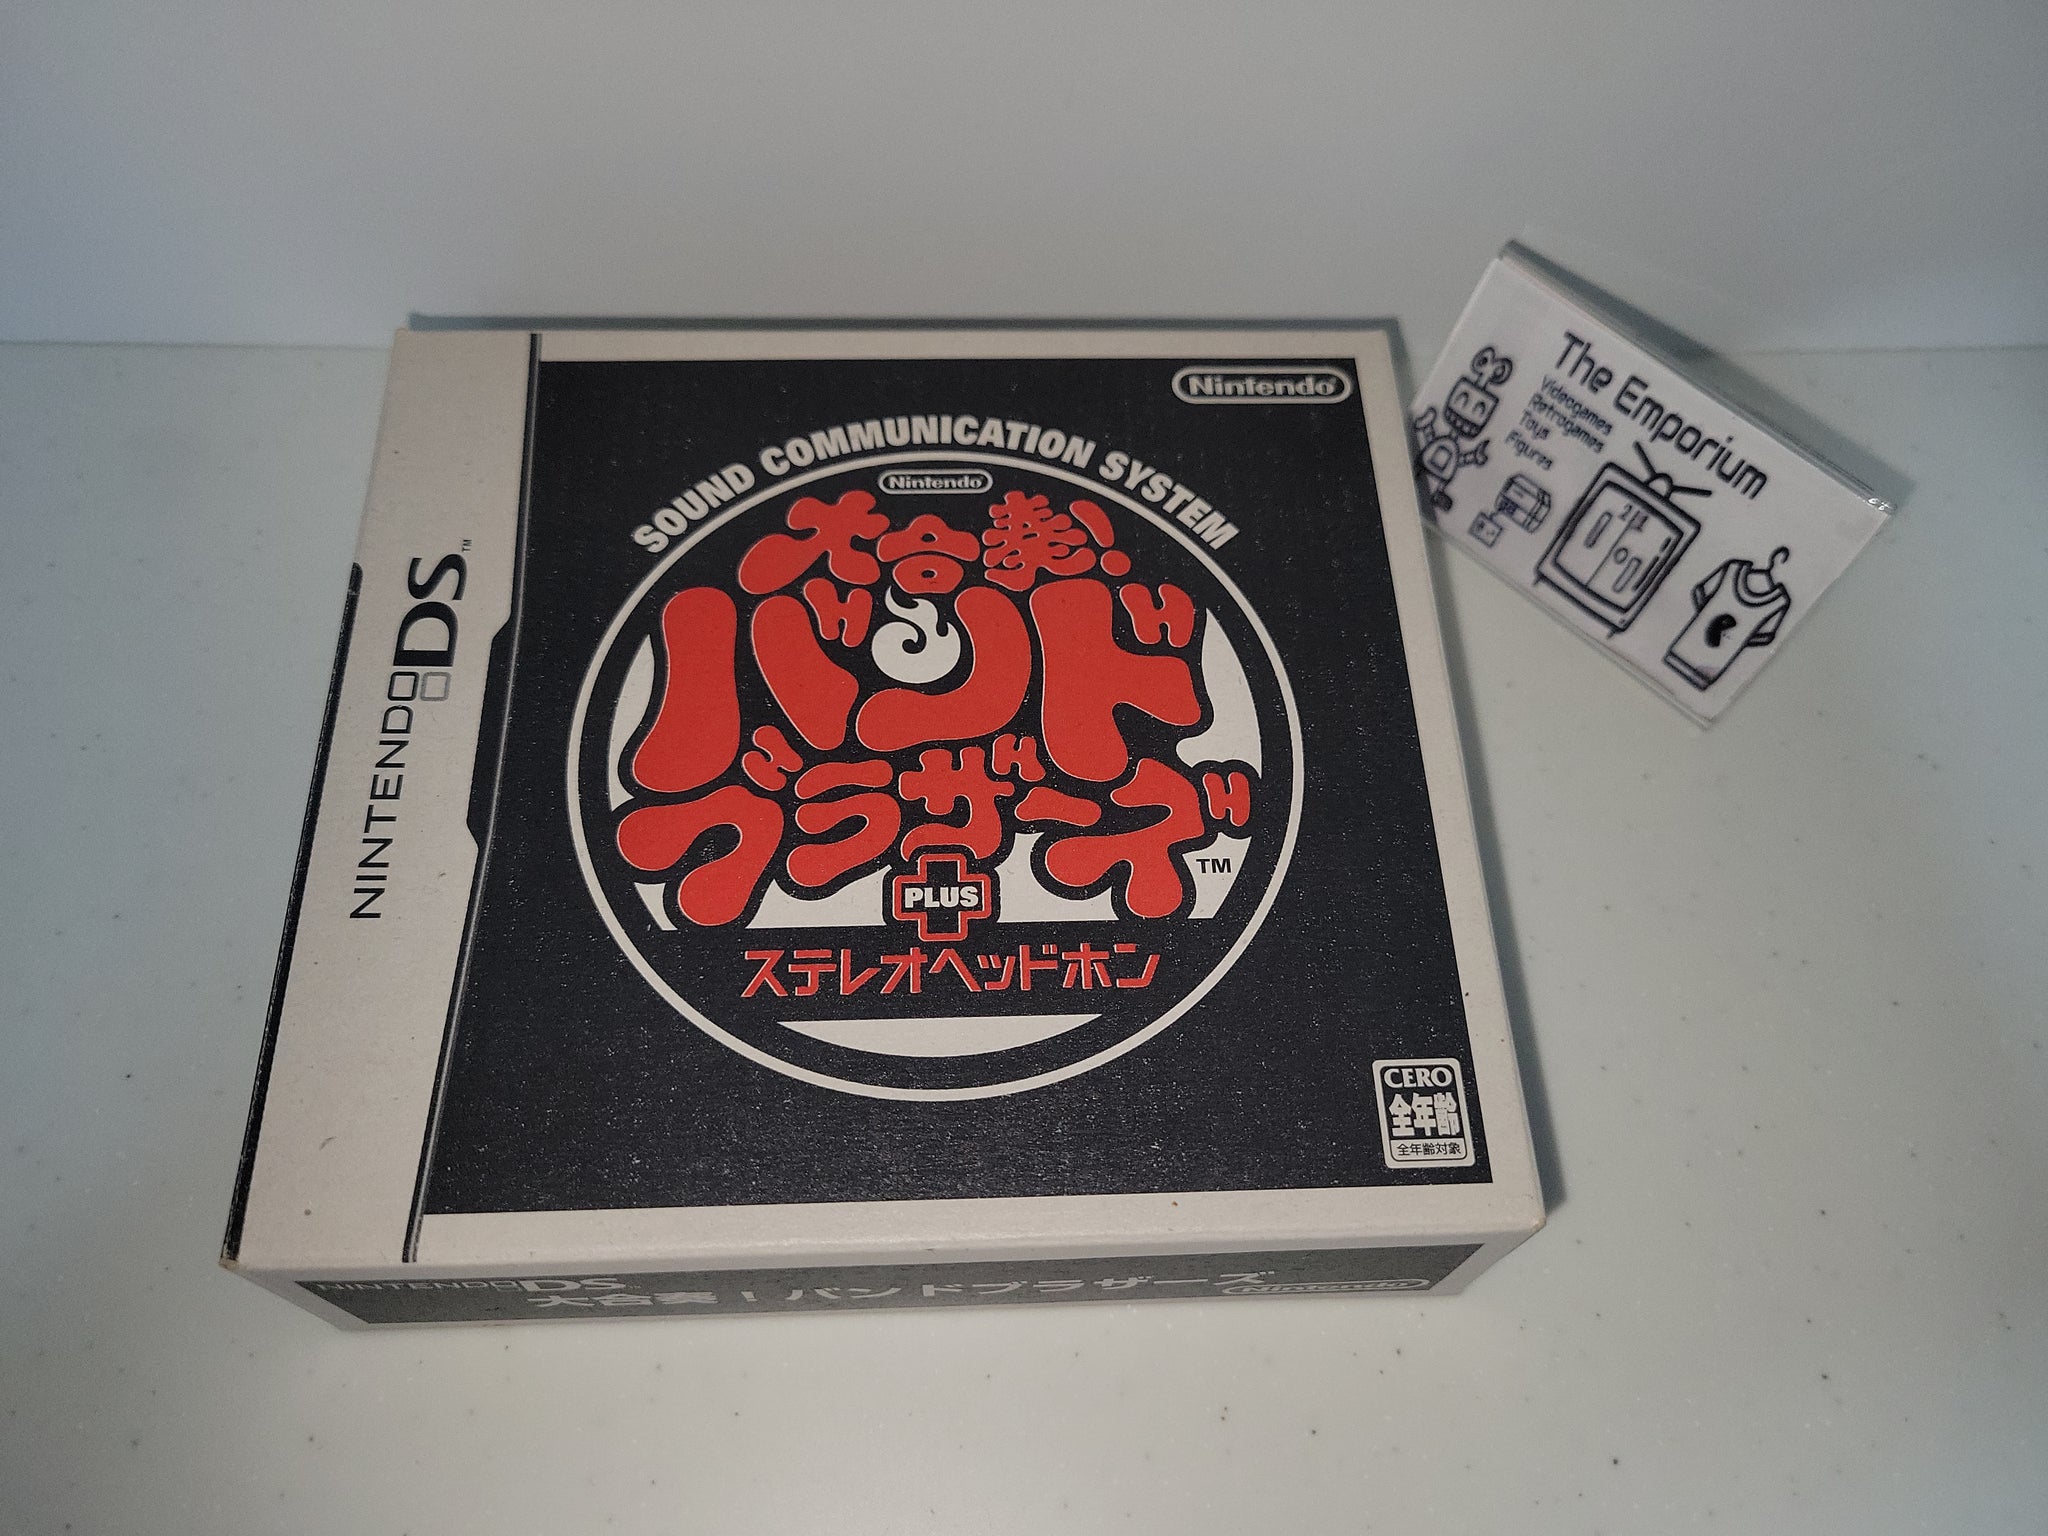 NINTENDO DS™
Nintendo
SOUND COMMUNICATION SYSTEM
Nintendo
大合奏！
バンド
ブラザーズ
TM
PLUS
ステレオヘッドホン
CERO
全年齢
全年齢対象
NINTENDO DS
大合奏！バンドブラザーズ
Nintendo
The Emporium
Videogames
Retrogames
Toys
Figures